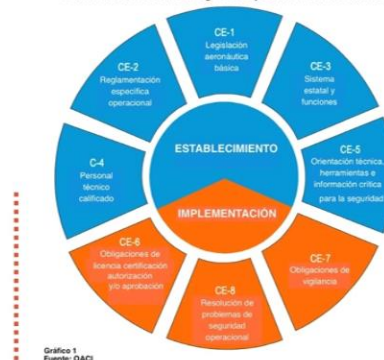 CE-1
Legislación
aeronáutica
básica
CE-2
Reglamentación
específica
operacional
CE-3
Sistema
estatal y
funciones
C-4
Personal
técnico
calificado
CE-5
Orientación técnica,
herramientas e
información crítica
para la seguridad
ESTABLECIMIENTO
IMPLEMENTACIÓN
CE-6
Obligaciones de
licencia certificación
autorización
y/o aprobación
CE-7
Obligaciones de
vigilancia
CE-8
Resolución de
problemas de
seguridad
operacional
Gráfico 1
Fuente: OACI